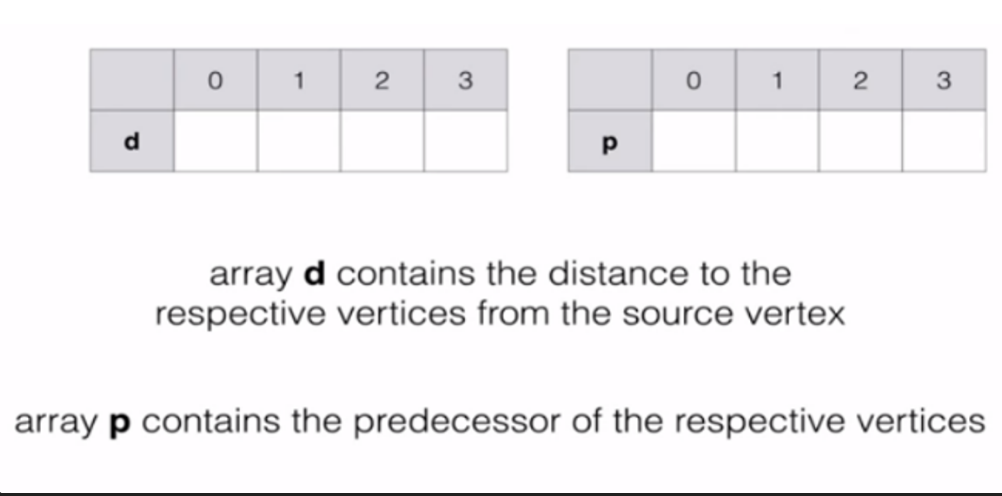 0 1 2 3
d
0 1 2 3
p
array d contains the distance to the
respective vertices from the source vertex
array p contains the predecessor of the respective vertices